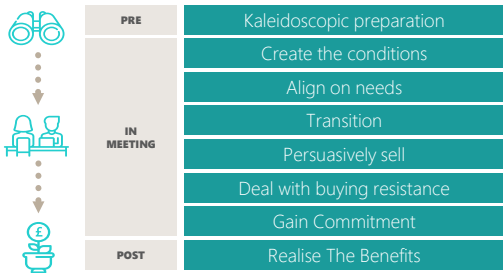 PRE
Kaleidoscopic preparation
IN
MEETING
Create the conditions
Align on needs
Transition
Persuasively sell
Deal with buying resistance
Gain Commitment
£
POST
Realise The Benefits